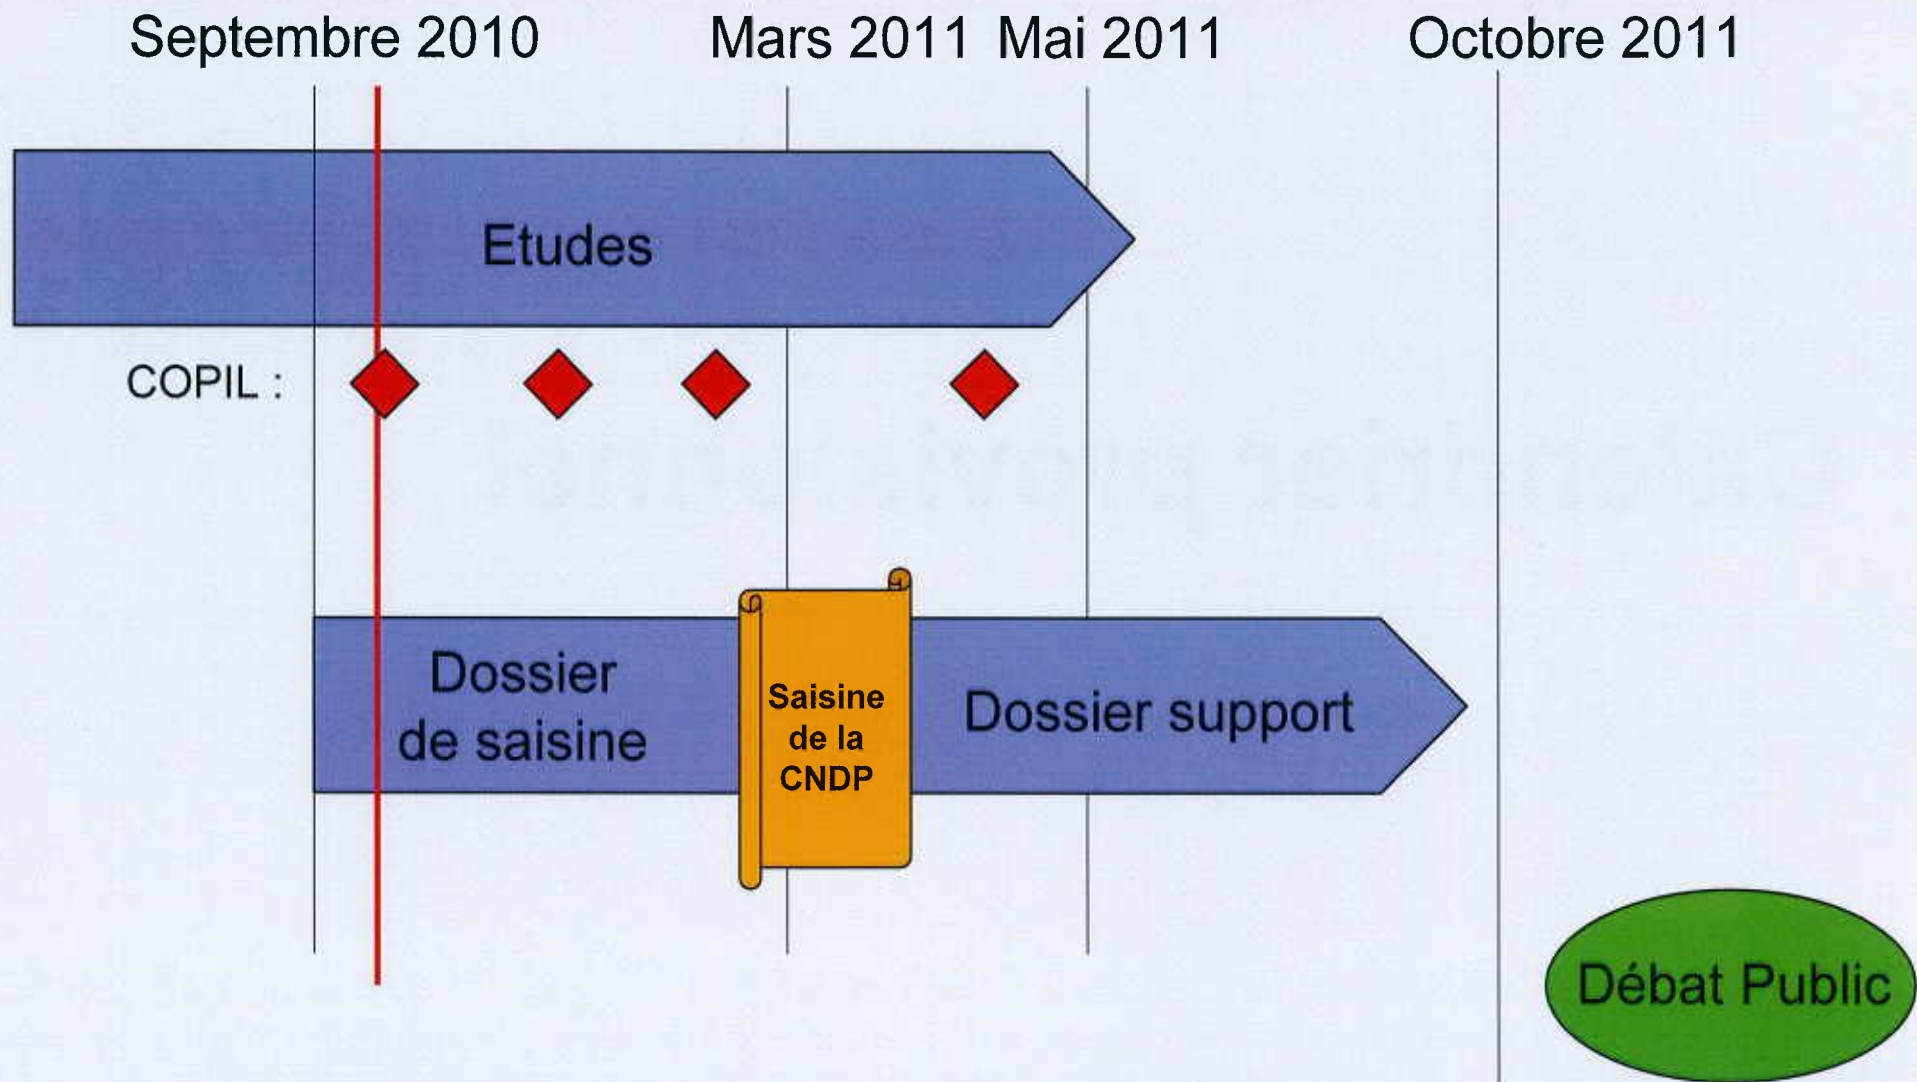 Septembre 2010
Mars 2011
Mai 2011
Octobre 2011
Etudes
COPIL :
Dossier
de saisine
Saisine
de la
CNDP
Dossier support
Débat Public